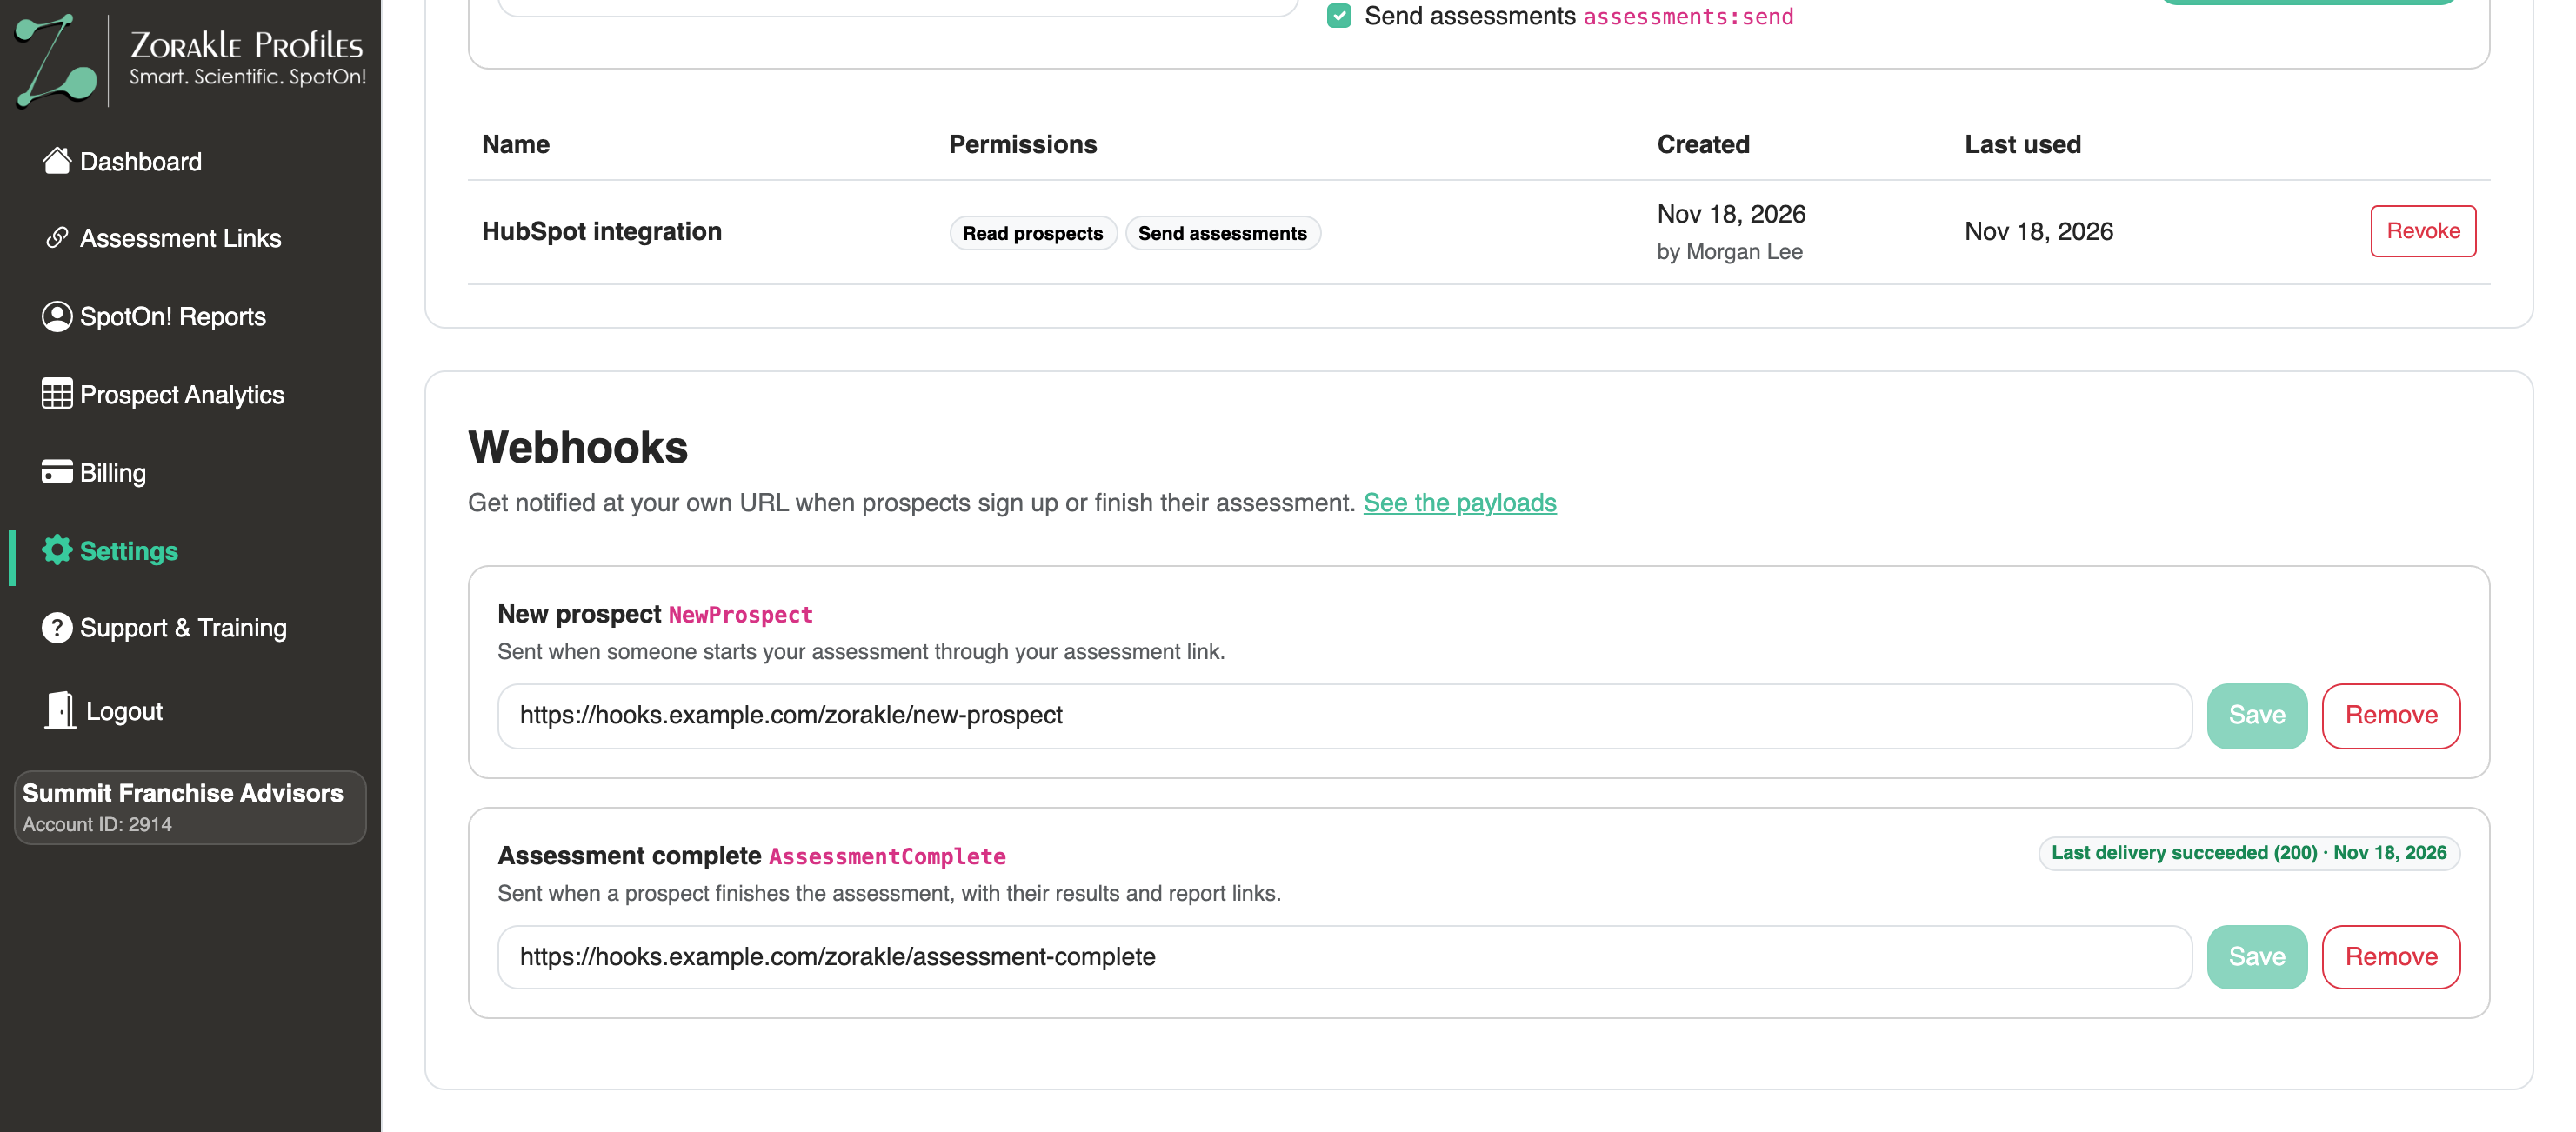 Zorakle Profiles
Smart. Scientific. SpotOn!
Dashboard
Assessment Links
SpotOn! Reports
Prospect Analytics
Billing
Settings
Support & Training
Logout
Summit Franchise Advisors
Account ID: 2914
Send assessments assessments:send
Name Permissions Created Last used
HubSpot integration Read prospects Send assessments Nov 18, 2026 by Morgan Lee Nov 18, 2026 Revoke
Webhooks
Get notified at your own URL when prospects sign up or finish their assessment. See the payloads
New prospect NewProspect
Sent when someone starts your assessment through your assessment link.
https://hooks.example.com/zorakle/new-prospect Save Remove
Assessment complete AssessmentComplete Last delivery succeeded (200) · Nov 18, 2026
Sent when a prospect finishes the assessment, with their results and report links.
https://hooks.example.com/zorakle/assessment-complete Save Remove